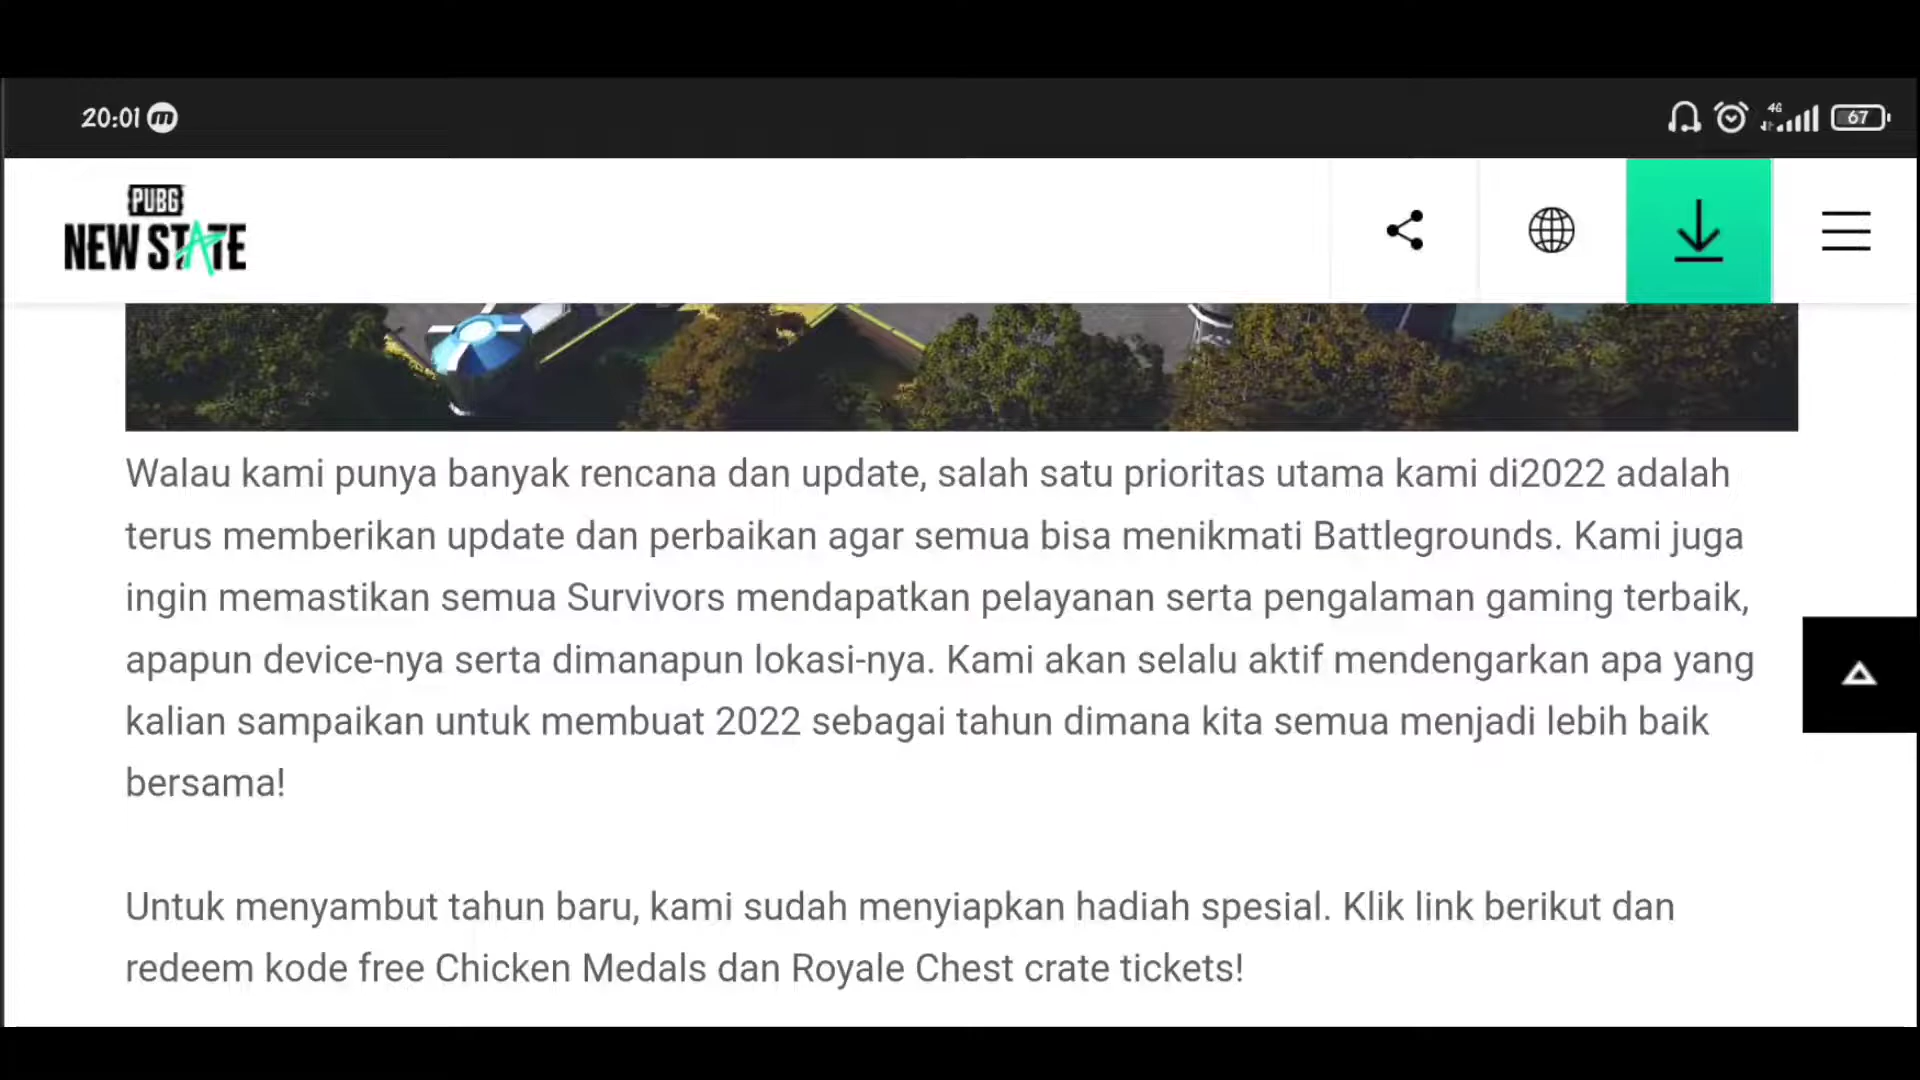 20:01
4G
67
PUBG
NEW STATE
Walau kami punya banyak rencana dan update, salah satu prioritas utama kami di2022 adalah
terus memberikan update dan perbaikan agar semua bisa menikmati Battlegrounds. Kami juga
ingin memastikan semua Survivors mendapatkan pelayanan serta pengalaman gaming terbaik,
apapun device-nya serta dimanapun lokasi-nya. Kami akan selalu aktif mendengarkan apa yang
kalian sampaikan untuk membuat 2022 sebagai tahun dimana kita semua menjadi lebih baik
bersama!
Untuk menyambut tahun baru, kami sudah menyiapkan hadiah spesial. Klik link berikut dan
redeem kode free Chicken Medals dan Royale Chest crate tickets!